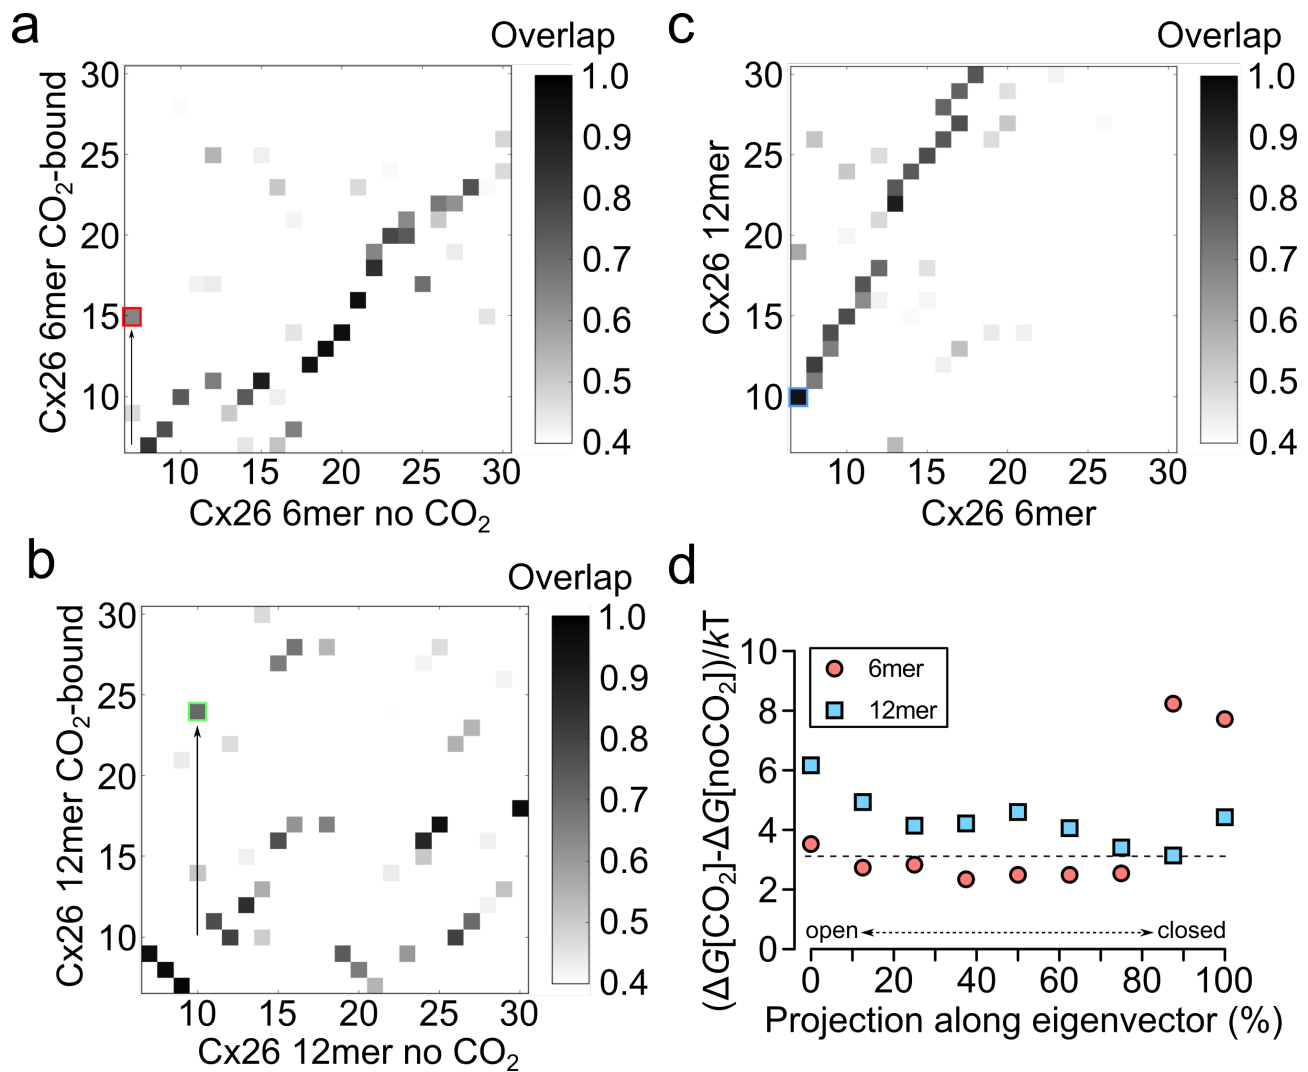 a
Overlap
Cx26 6mer CO₂-bound
30
25
20
15
10
10 15 20 25 30
Cx26 6mer no CO₂
1.0
0.9
0.8
0.7
0.6
0.5
0.4
c
Overlap
Cx26 12mer
30
25
20
15
10
10 15 20 25 30
Cx26 6mer
1.0
0.9
0.8
0.7
0.6
0.5
0.4
b
Overlap
Cx26 12mer CO₂-bound
30
25
20
15
10
10 15 20 25 30
Cx26 12mer no CO₂
1.0
0.9
0.8
0.7
0.6
0.5
0.4
d
(ΔG[CO₂]-ΔG[noCO₂])/kT
10
8
6
4
2
0
6mer
12mer
open closed
0 20 40 60 80 100
Projection along eigenvector (%)